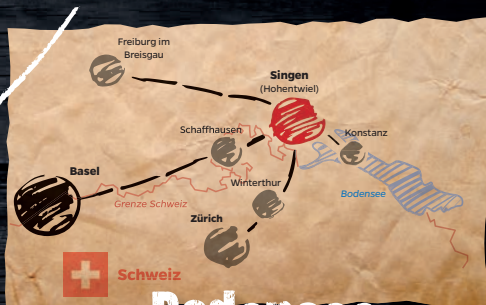 Freiburg im
Breisgau
Singen
(Hohentwiel)
Schaffhausen
Konstanz
Basel
Winterthur
Bodensee
Grenze Schweiz
Zürich
Schweiz